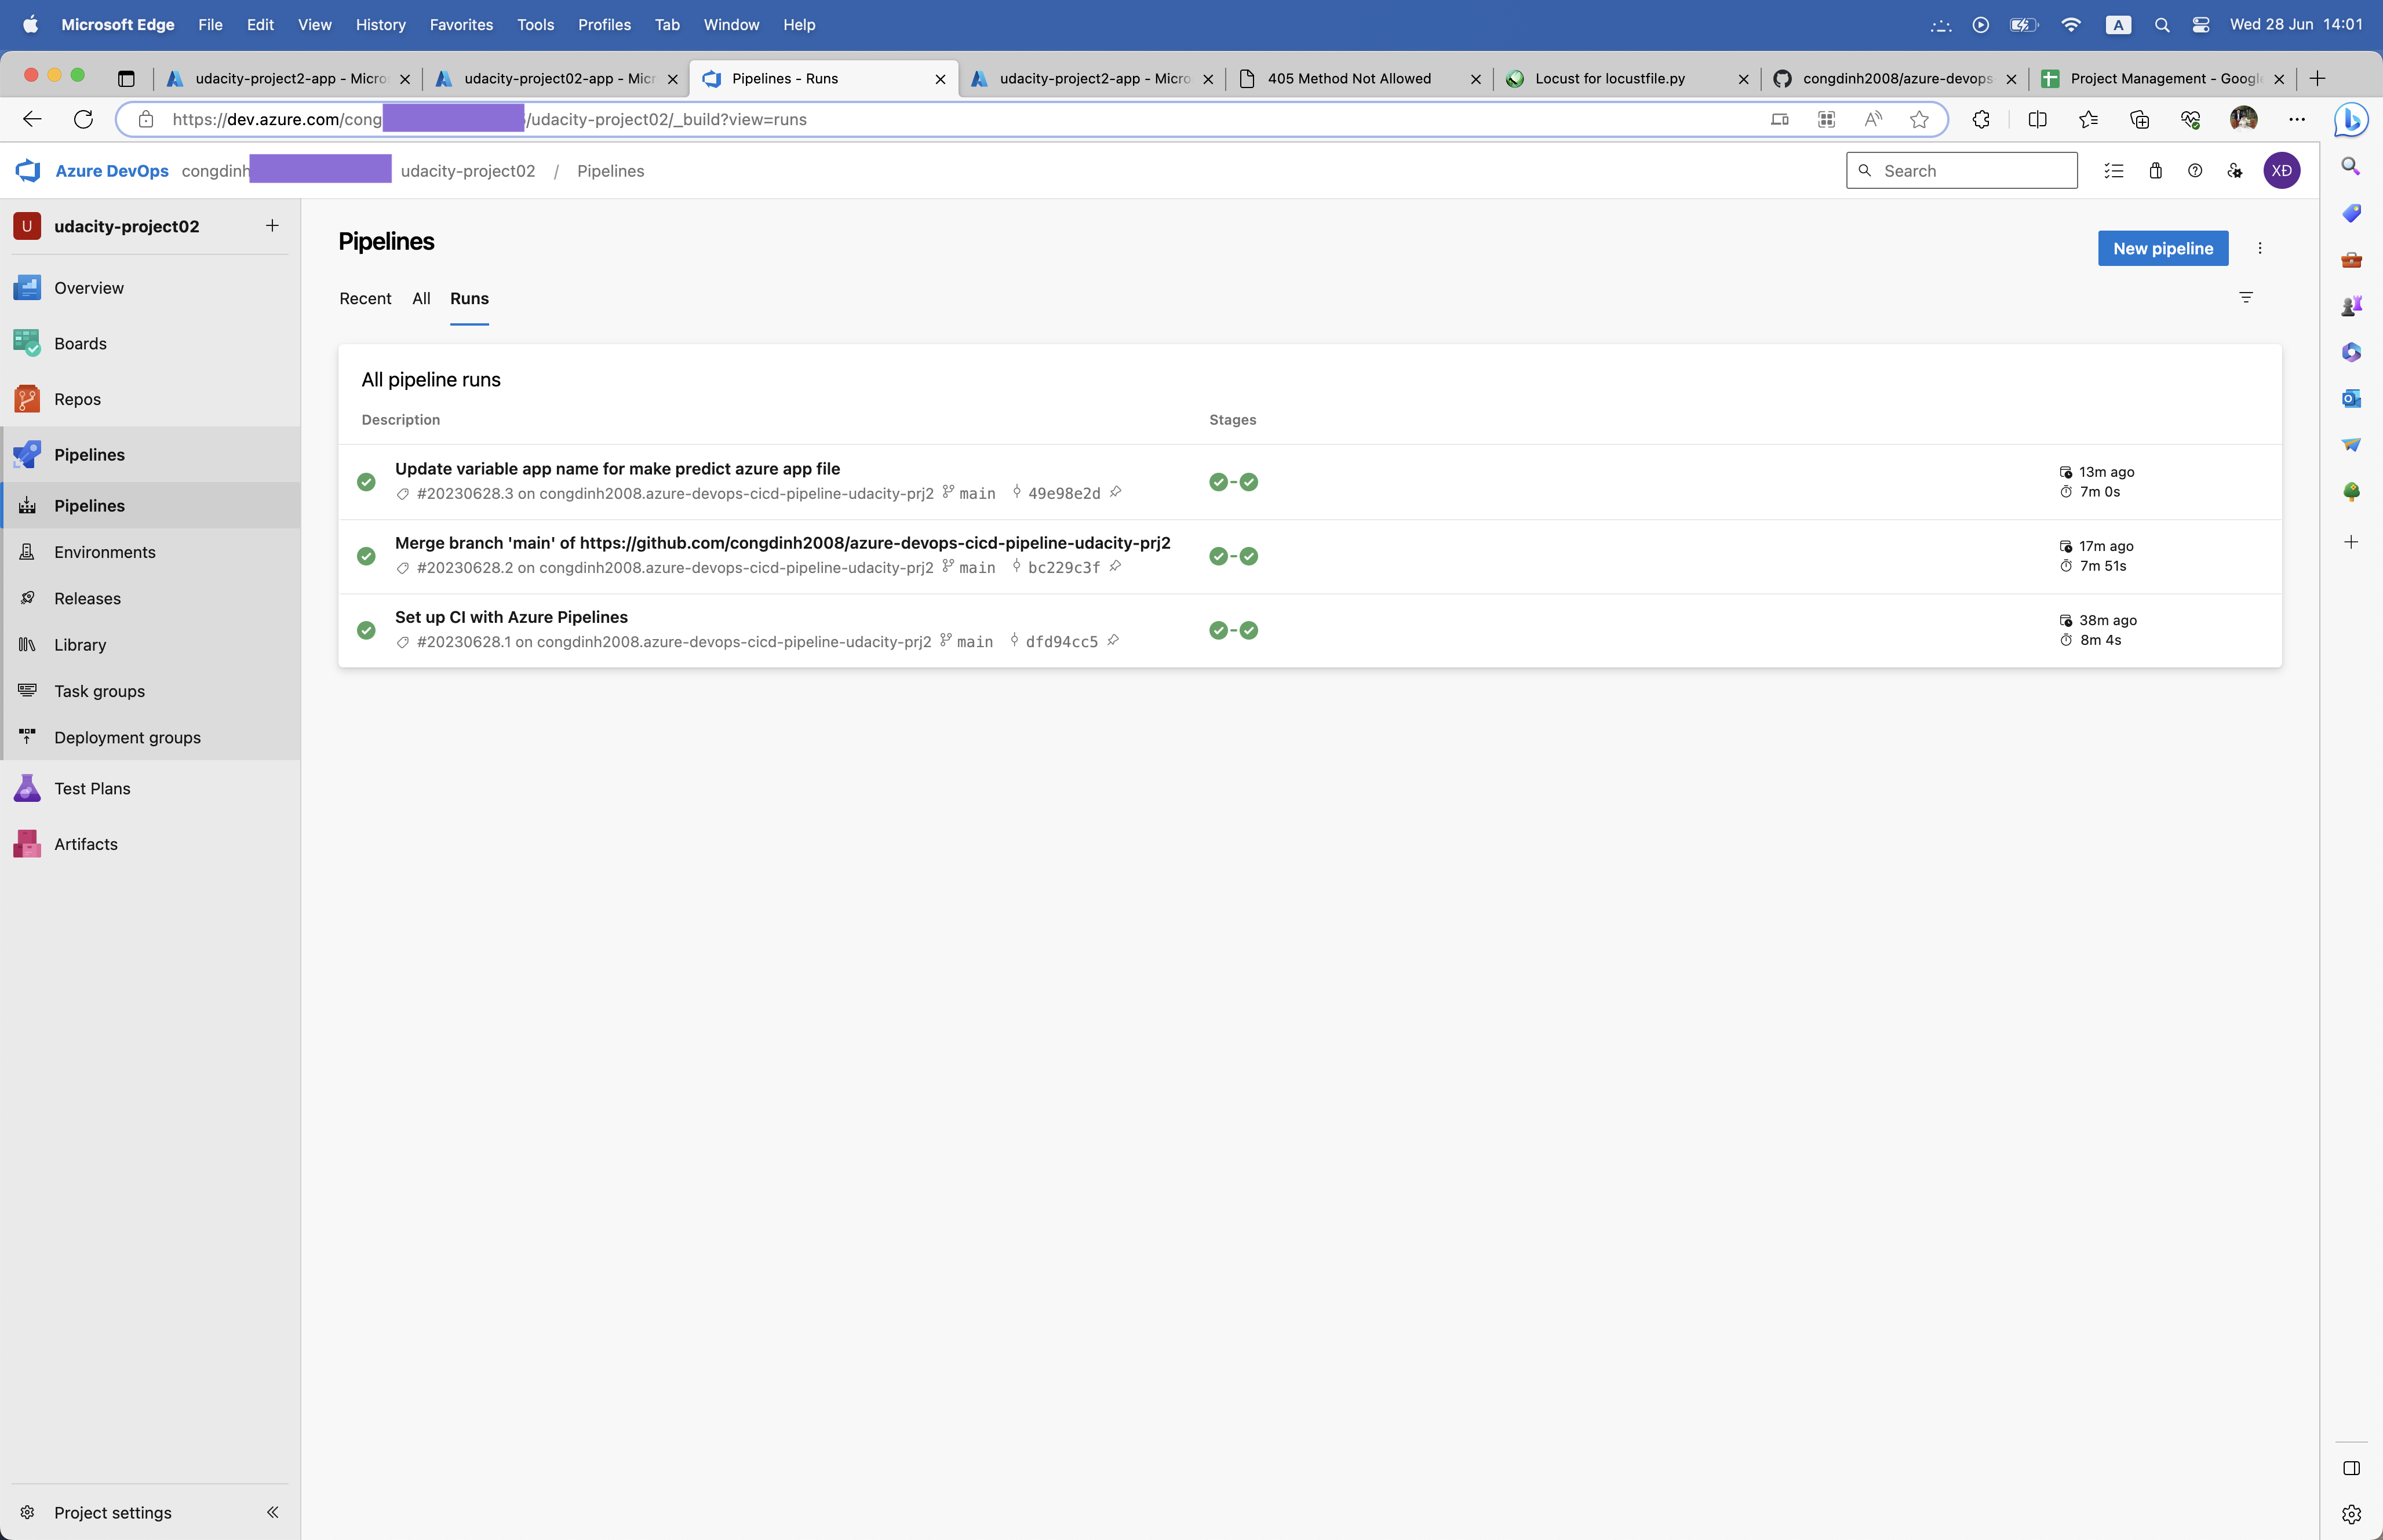 Microsoft Edge File Edit View History Favorites Tools Profiles Tab Window Help A Wed 28 Jun 14:01
udacity-project2-app - Micro udacity-project02-app - Micr Pipelines - Runs udacity-project2-app - Micro 405 Method Not Allowed Locust for locustfile.py congdinh2008/azure-devops Project Management - Google
https://dev.azure.com/cong /udacity-project02/_build?view=runs
Azure DevOps congdinh udacity-project02 / Pipelines Search XĐ
U udacity-project02
Overview
Boards
Repos
Pipelines
Pipelines
Environments
Releases
Library
Task groups
Deployment groups
Test Plans
Artifacts
Project settings
Pipelines
New pipeline
Recent All Runs
All pipeline runs
Description Stages
Update variable app name for make predict azure app file
#20230628.3 on congdinh2008.azure-devops-cicd-pipeline-udacity-prj2 main 49e98e2d
13m ago
7m 0s
Merge branch 'main' of https://github.com/congdinh2008/azure-devops-cicd-pipeline-udacity-prj2
#20230628.2 on congdinh2008.azure-devops-cicd-pipeline-udacity-prj2 main bc229c3f
17m ago
7m 51s
Set up CI with Azure Pipelines
#20230628.1 on congdinh2008.azure-devops-cicd-pipeline-udacity-prj2 main dfd94cc5
38m ago
8m 4s